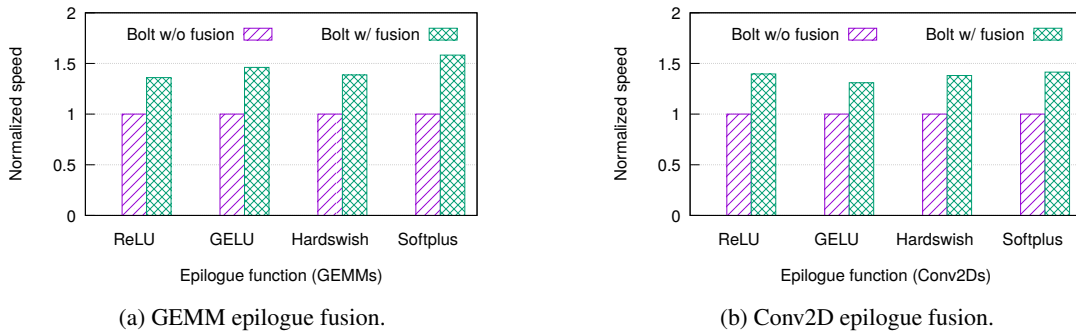 2
1.5
1
0.5
0
Normalized speed
Bolt w/o fusion Bolt w/ fusion
ReLU GELU Hardswish Softplus
Epilogue function (GEMMs)
(a) GEMM epilogue fusion.
2
1.5
1
0.5
0
Normalized speed
Bolt w/o fusion Bolt w/ fusion
ReLU GELU Hardswish Softplus
Epilogue function (Conv2Ds)
(b) Conv2D epilogue fusion.